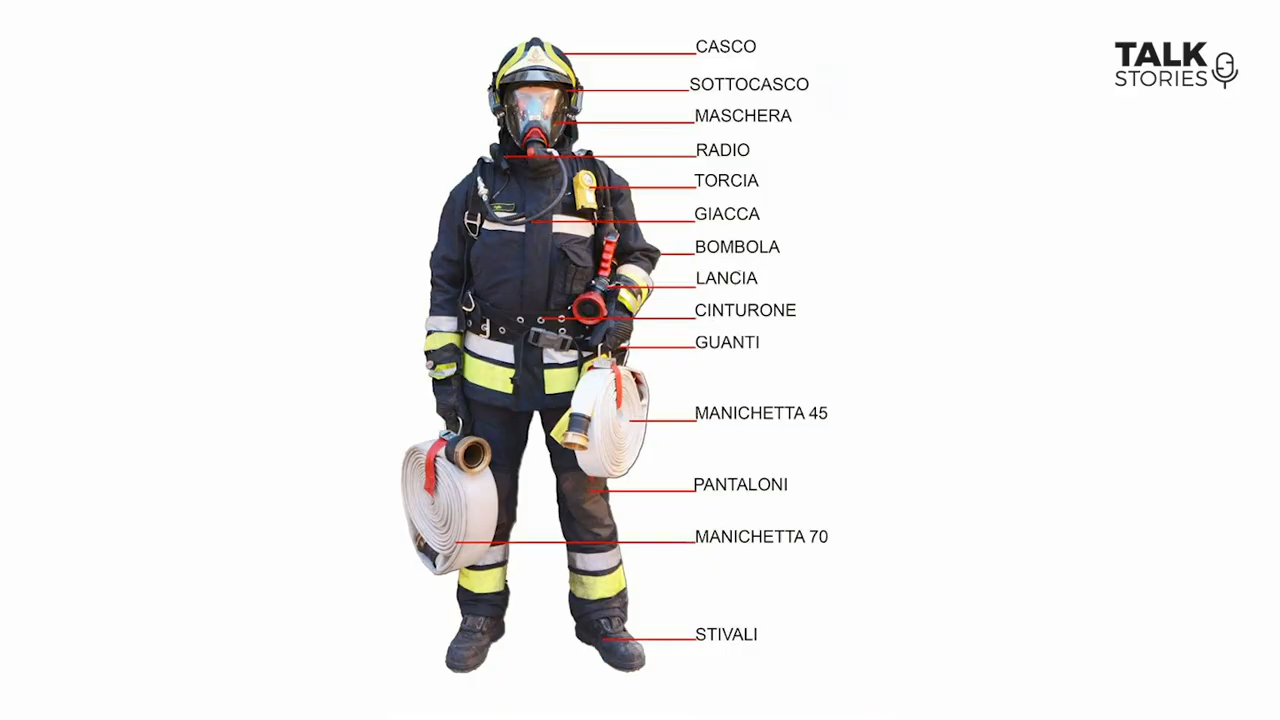 TALK
STORIES
CASCO
SOTTOCASCO
MASCHERA
RADIO
TORCIA
GIACCA
BOMBOLA
LANCIA
CINTURONE
GUANTI
MANICHETTA 45
PANTALONI
MANICHETTA 70
STIVALI